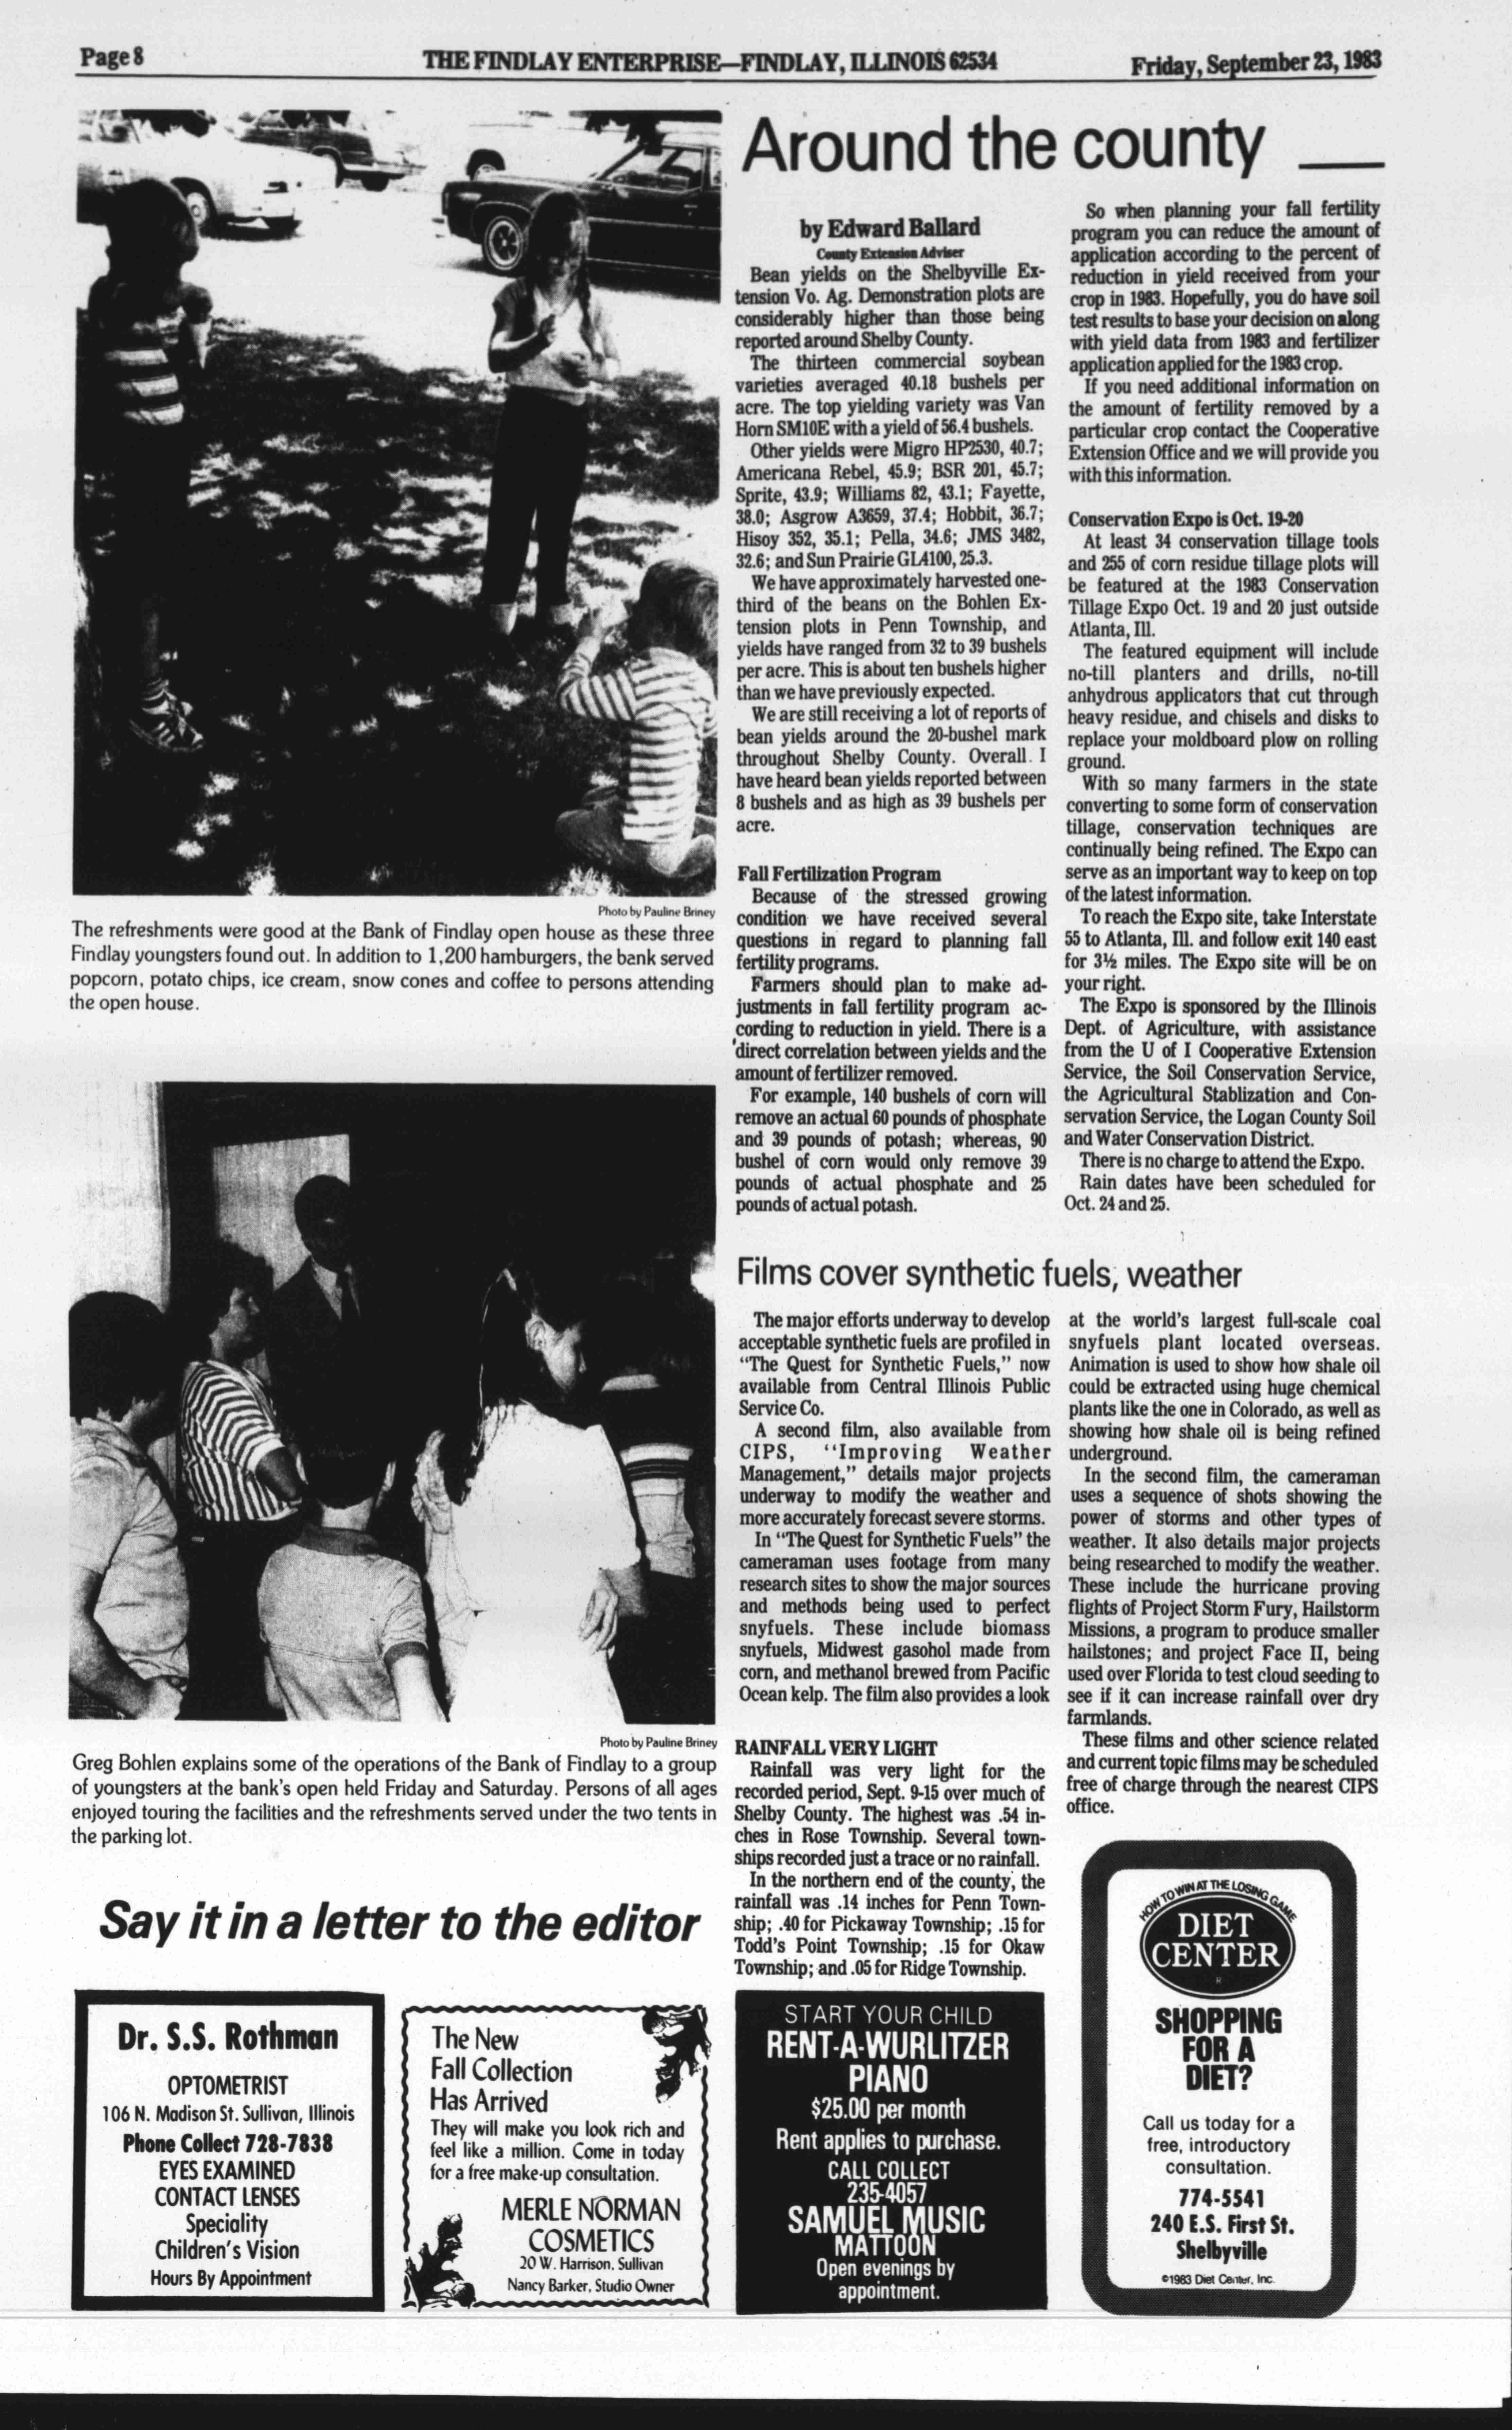 Page 8
THE FINDLAY ENTERPRISE—FINDLAY, ILLINOIS 62534
Friday, September 23, 1983
Photo by Pauline Briney
The refreshments were good at the Bank of Findlay open house as these three
Findlay youngsters found out. In addition to 1,200 hamburgers, the bank served
popcorn, potato chips, ice cream, snow cones and coffee to persons attending
the open house.
Photo by Pauline Briney
Greg Bohlen explains some of the operations of the Bank of Findlay to a group
of youngsters at the bank's open held Friday and Saturday. Persons of all ages
enjoyed touring the facilities and the refreshments served under the two tents in
the parking lot.
Around the county
by Edward Ballard
County Extension Adviser
Bean yields on the Shelbyville Ex-
tension Vo. Ag. Demonstration plots are
considerably higher than those being
reported around Shelby County.
The thirteen commercial soybean
varieties averaged 40.18 bushels per
acre. The top yielding variety was Van
Horn SM10E with a yield of 56.4 bushels.
Other yields were Migro HP2530, 40.7;
Americana Rebel, 45.9; BSR 201, 45.7;
Sprite, 43.9; Williams 82, 43.1; Fayette,
38.0; Asgrow A3659, 37.4; Hobbit, 36.7;
Hisoy 352, 35.1; Pella, 34.6; JMS 3482,
32.6; and Sun Prairie GL4100, 25.3.
We have approximately harvested one-
third of the beans on the Bohlen Ex-
tension plots in Penn Township, and
yields have ranged from 32 to 39 bushels
per acre. This is about ten bushels higher
than we have previously expected.
We are still receiving a lot of reports of
bean yields around the 20-bushel mark
throughout Shelby County. Overall. I
have heard bean yields reported between
8 bushels and as high as 39 bushels per
acre.
Fall Fertilization Program
Because of the stressed growing
condition we have received several
questions in regard to planning fall
fertility programs.
Farmers should plan to make ad-
justments in fall fertility program ac-
cording to reduction in yield. There is a
direct correlation between yields and the
amount of fertilizer removed.
For example, 140 bushels of corn will
remove an actual 60 pounds of phosphate
and 39 pounds of potash; whereas, 90
bushel of corn would only remove 39
pounds of actual phosphate and 25
pounds of actual potash.
So when planning your fall fertility
program you can reduce the amount of
application according to the percent of
reduction in yield received from your
crop in 1983. Hopefully, you do have soil
test results to base your decision on along
with yield data from 1983 and fertilizer
application applied for the 1983 crop.
If you need additional information on
the amount of fertility removed by a
particular crop contact the Cooperative
Extension Office and we will provide you
with this information.
Conservation Expo is Oct. 19-20
At least 34 conservation tillage tools
and 255 of corn residue tillage plots will
be featured at the 1983 Conservation
Tillage Expo Oct. 19 and 20 just outside
Atlanta, Ill.
The featured equipment will include
no-till planters and drills, no-till
anhydrous applicators that cut through
heavy residue, and chisels and disks to
replace your moldboard plow on rolling
ground.
With so many farmers in the state
converting to some form of conservation
tillage, conservation techniques are
continually being refined. The Expo can
serve as an important way to keep on top
of the latest information.
To reach the Expo site, take Interstate
55 to Atlanta, Ill. and follow exit 140 east
for 3½ miles. The Expo site will be on
your right.
The Expo is sponsored by the Illinois
Dept. of Agriculture, with assistance
from the U of I Cooperative Extension
Service, the Soil Conservation Service,
the Agricultural Stablization and Con-
servation Service, the Logan County Soil
and Water Conservation District.
There is no charge to attend the Expo.
Rain dates have been scheduled for
Oct. 24 and 25.
Films cover synthetic fuels, weather
The major efforts underway to develop
acceptable synthetic fuels are profiled in
"The Quest for Synthetic Fuels," now
available from Central Illinois Public
Service Co.
A second film, also available from
CIPS, "Improving Weather
Management," details major projects
underway to modify the weather and
more accurately forecast severe storms.
In "The Quest for Synthetic Fuels" the
cameraman uses footage from many
research sites to show the major sources
and methods being used to perfect
snyfuels. These include biomass
snyfuels, Midwest gasohol made from
corn, and methanol brewed from Pacific
Ocean kelp. The film also provides a look
at the world's largest full-scale coal
snyfuels plant located overseas.
Animation is used to show how shale oil
could be extracted using huge chemical
plants like the one in Colorado, as well as
showing how shale oil is being refined
underground.
In the second film, the cameraman
uses a sequence of shots showing the
power of storms and other types of
weather. It also details major projects
being researched to modify the weather.
These include the hurricane proving
flights of Project Storm Fury, Hailstorm
Missions, a program to produce smaller
hailstones; and project Face II, being
used over Florida to test cloud seeding to
see if it can increase rainfall over dry
farmlands.
These films and other science related
and current topic films may be scheduled
free of charge through the nearest CIPS
office.
RAINFALL VERY LIGHT
Rainfall was very light for the
recorded period, Sept. 9-15 over much of
Shelby County. The highest was .54 in-
ches in Rose Township. Several town-
ships recorded just a trace or no rainfall.
In the northern end of the county, the
rainfall was .14 inches for Penn Town-
ship; .40 for Pickaway Township; .15 for
Todd's Point Township; .15 for Okaw
Township; and .05 for Ridge Township.
Say it in a letter to the editor
Dr. S.S. Rothman
OPTOMETRIST
106 N. Madison St. Sullivan, Illinois
Phone Collect 728-7838
EYES EXAMINED
CONTACT LENSES
Speciality
Children's Vision
Hours By Appointment
The New
Fall Collection
Has Arrived
They will make you look rich and
feel like a million. Come in today
for a free make-up consultation.
MERLE NORMAN
COSMETICS
20 W. Harrison, Sullivan
Nancy Barker, Studio Owner
START YOUR CHILD
RENT-A-WURLITZER
PIANO
$25.00 per month
Rent applies to purchase.
CALL COLLECT
235-4057
SAMUEL MUSIC
MATTOON
Open evenings by
appointment.
HOW TO WIN AT THE LOSING GAME
DIET
CENTER
R
SHOPPING
FOR A
DIET?
Call us today for a
free, introductory
consultation.
774-5541
240 E.S. First St.
Shelbyville
©1983 Diet Center, Inc.